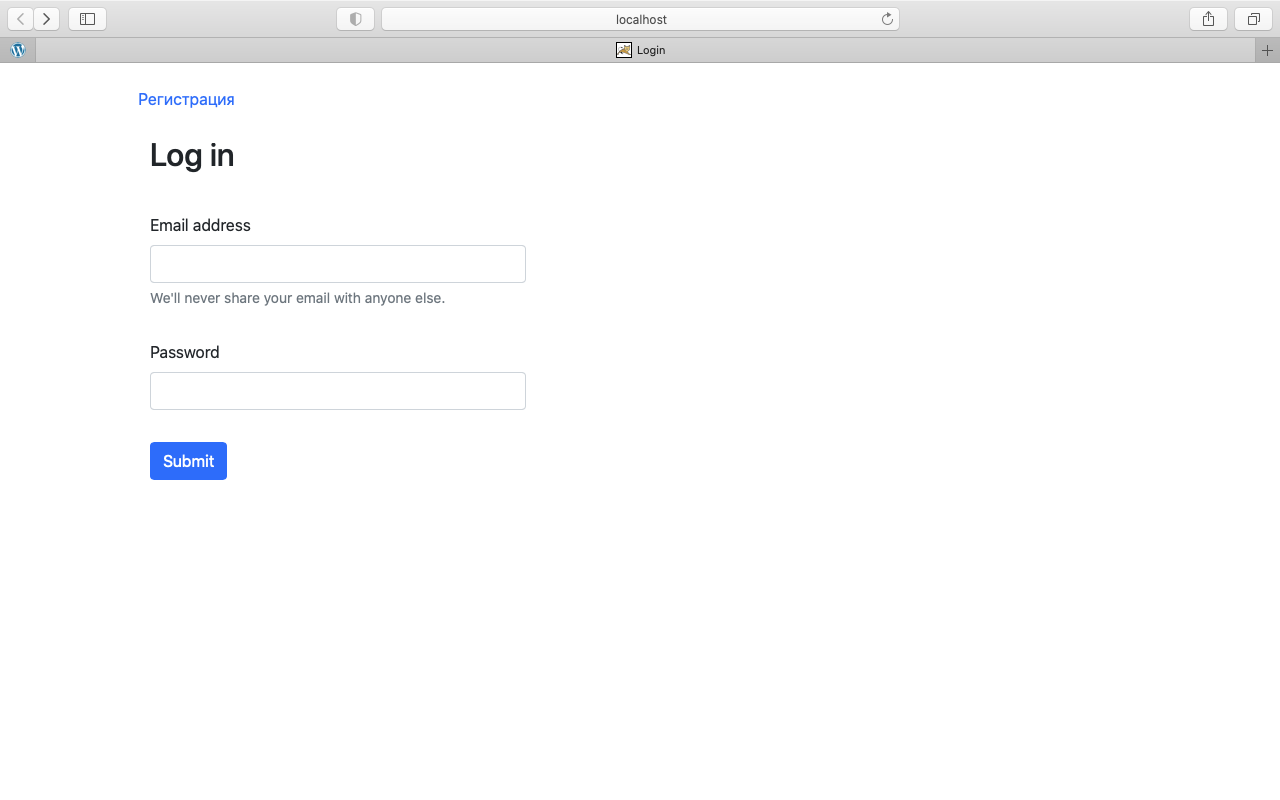 localhost
Login
Регистрация
Log in
Email address
We'll never share your email with anyone else.
Password
Submit